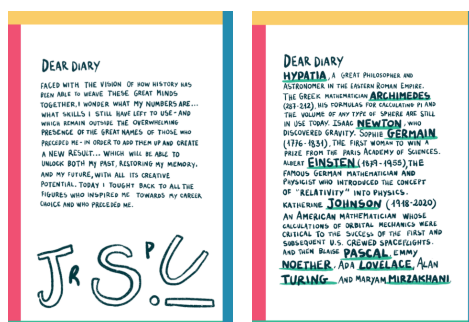 DEAR DIARY
FACED WITH THE VISION OF HOW HISTORY HAS
BEEN ABLE TO WEAVE THESE GREAT MINDS
TOGETHER, I WONDER WHAT MY NUMBERS ARE...
WHAT SKILLS I STILL HAVE LEFT TO USE-AND
WHICH REMAIN OUTSIDE THE OVERWHELMING
PRESENCE OF THE GREAT NAMES OF THOSE WHO
PRECEDED ME-IN ORDER TO ADD THEM UP AND CREATE
A NEW RESULT... WHICH WILL BE ABLE TO
UNLOCK BOTH MY PAST, RESTORING MY MEMORY,
AND MY FUTURE, WITH ALL ITS CREATIVE
POTENTIAL. TODAY I TOUGHT BACK TO ALL THE
FIGURES WHO INSPIRED ME TOWARDS MY CAREER
CHOICE AND WHO PRECEDED ME.
JR SP.U_
DEAR DIARY
HYPATIA, A GREAT PHILOSOPHER AND
ASTRONOMER IN THE EASTERN ROMAN EMPIRE.
THE GREEK MATHEMATICIAN ARCHIMEDES
(287-212), HIS FORMULAS FOR CALCULATING PI AND
THE VOLUME OF ANY TYPE OF SPHERE ARE STILL
IN USE TODAY. ISAAC NEWTON, WHO
DISCOVERED GRAVITY. SOPHIE GERMAIN
(1776-1831), THE FIRST WOMAN TO WIN A
PRIZE FROM THE PARIS ACADEMY OF SCIENCES.
ALBERT EINSTEN (1879-1955), THE
FAMOUS GERMAN MATHEMATICIAN AND
PHYSICIST WHO INTRODUCED THE CONCEPT
OF "RELATIVITY" INTO PHYSICS.
KATHERINE JOHNSON (1918-2020)
AN AMERICAN MATHEMATICIAN WHOSE
CALCULATIONS OF ORBITAL MECHANICS WERE
CRITICAL TO THE SUCCESS OF THE FIRST AND
SUBSEQUENT U.S. CREWED SPACEFLIGHTS.
AND THEN BLAISE PASCAL, EMMY
NOETHER, ADA LOVELACE, ALAN
TURING AND MARYAM MIRZAKHANI.